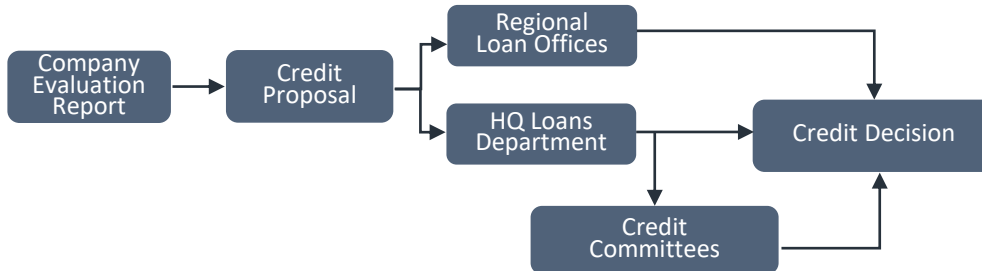 Company
Evaluation
Report
Credit
Proposal
Regional
Loan Offices
HQ Loans
Department
Credit
Committees
Credit Decision